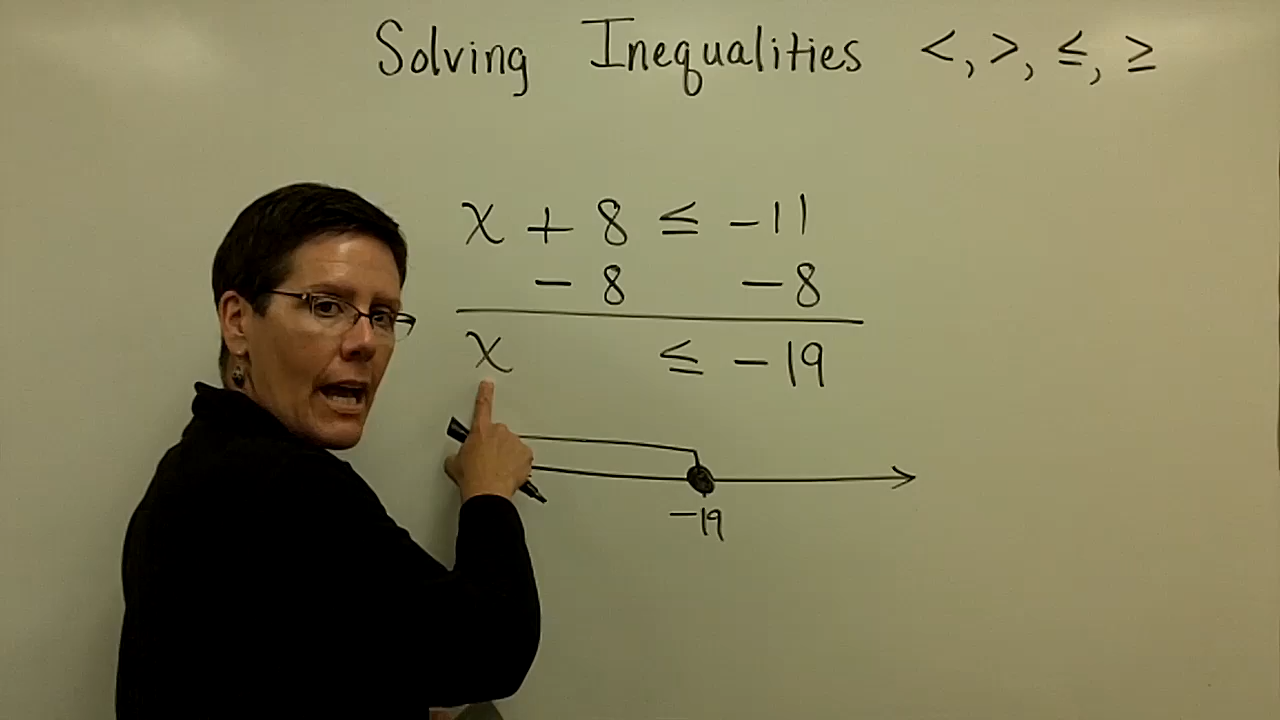 Solving Inequalities <, >, ≤, ≥
x + 8 ≤ -11
- 8 - 8
x ≤ -19
-19